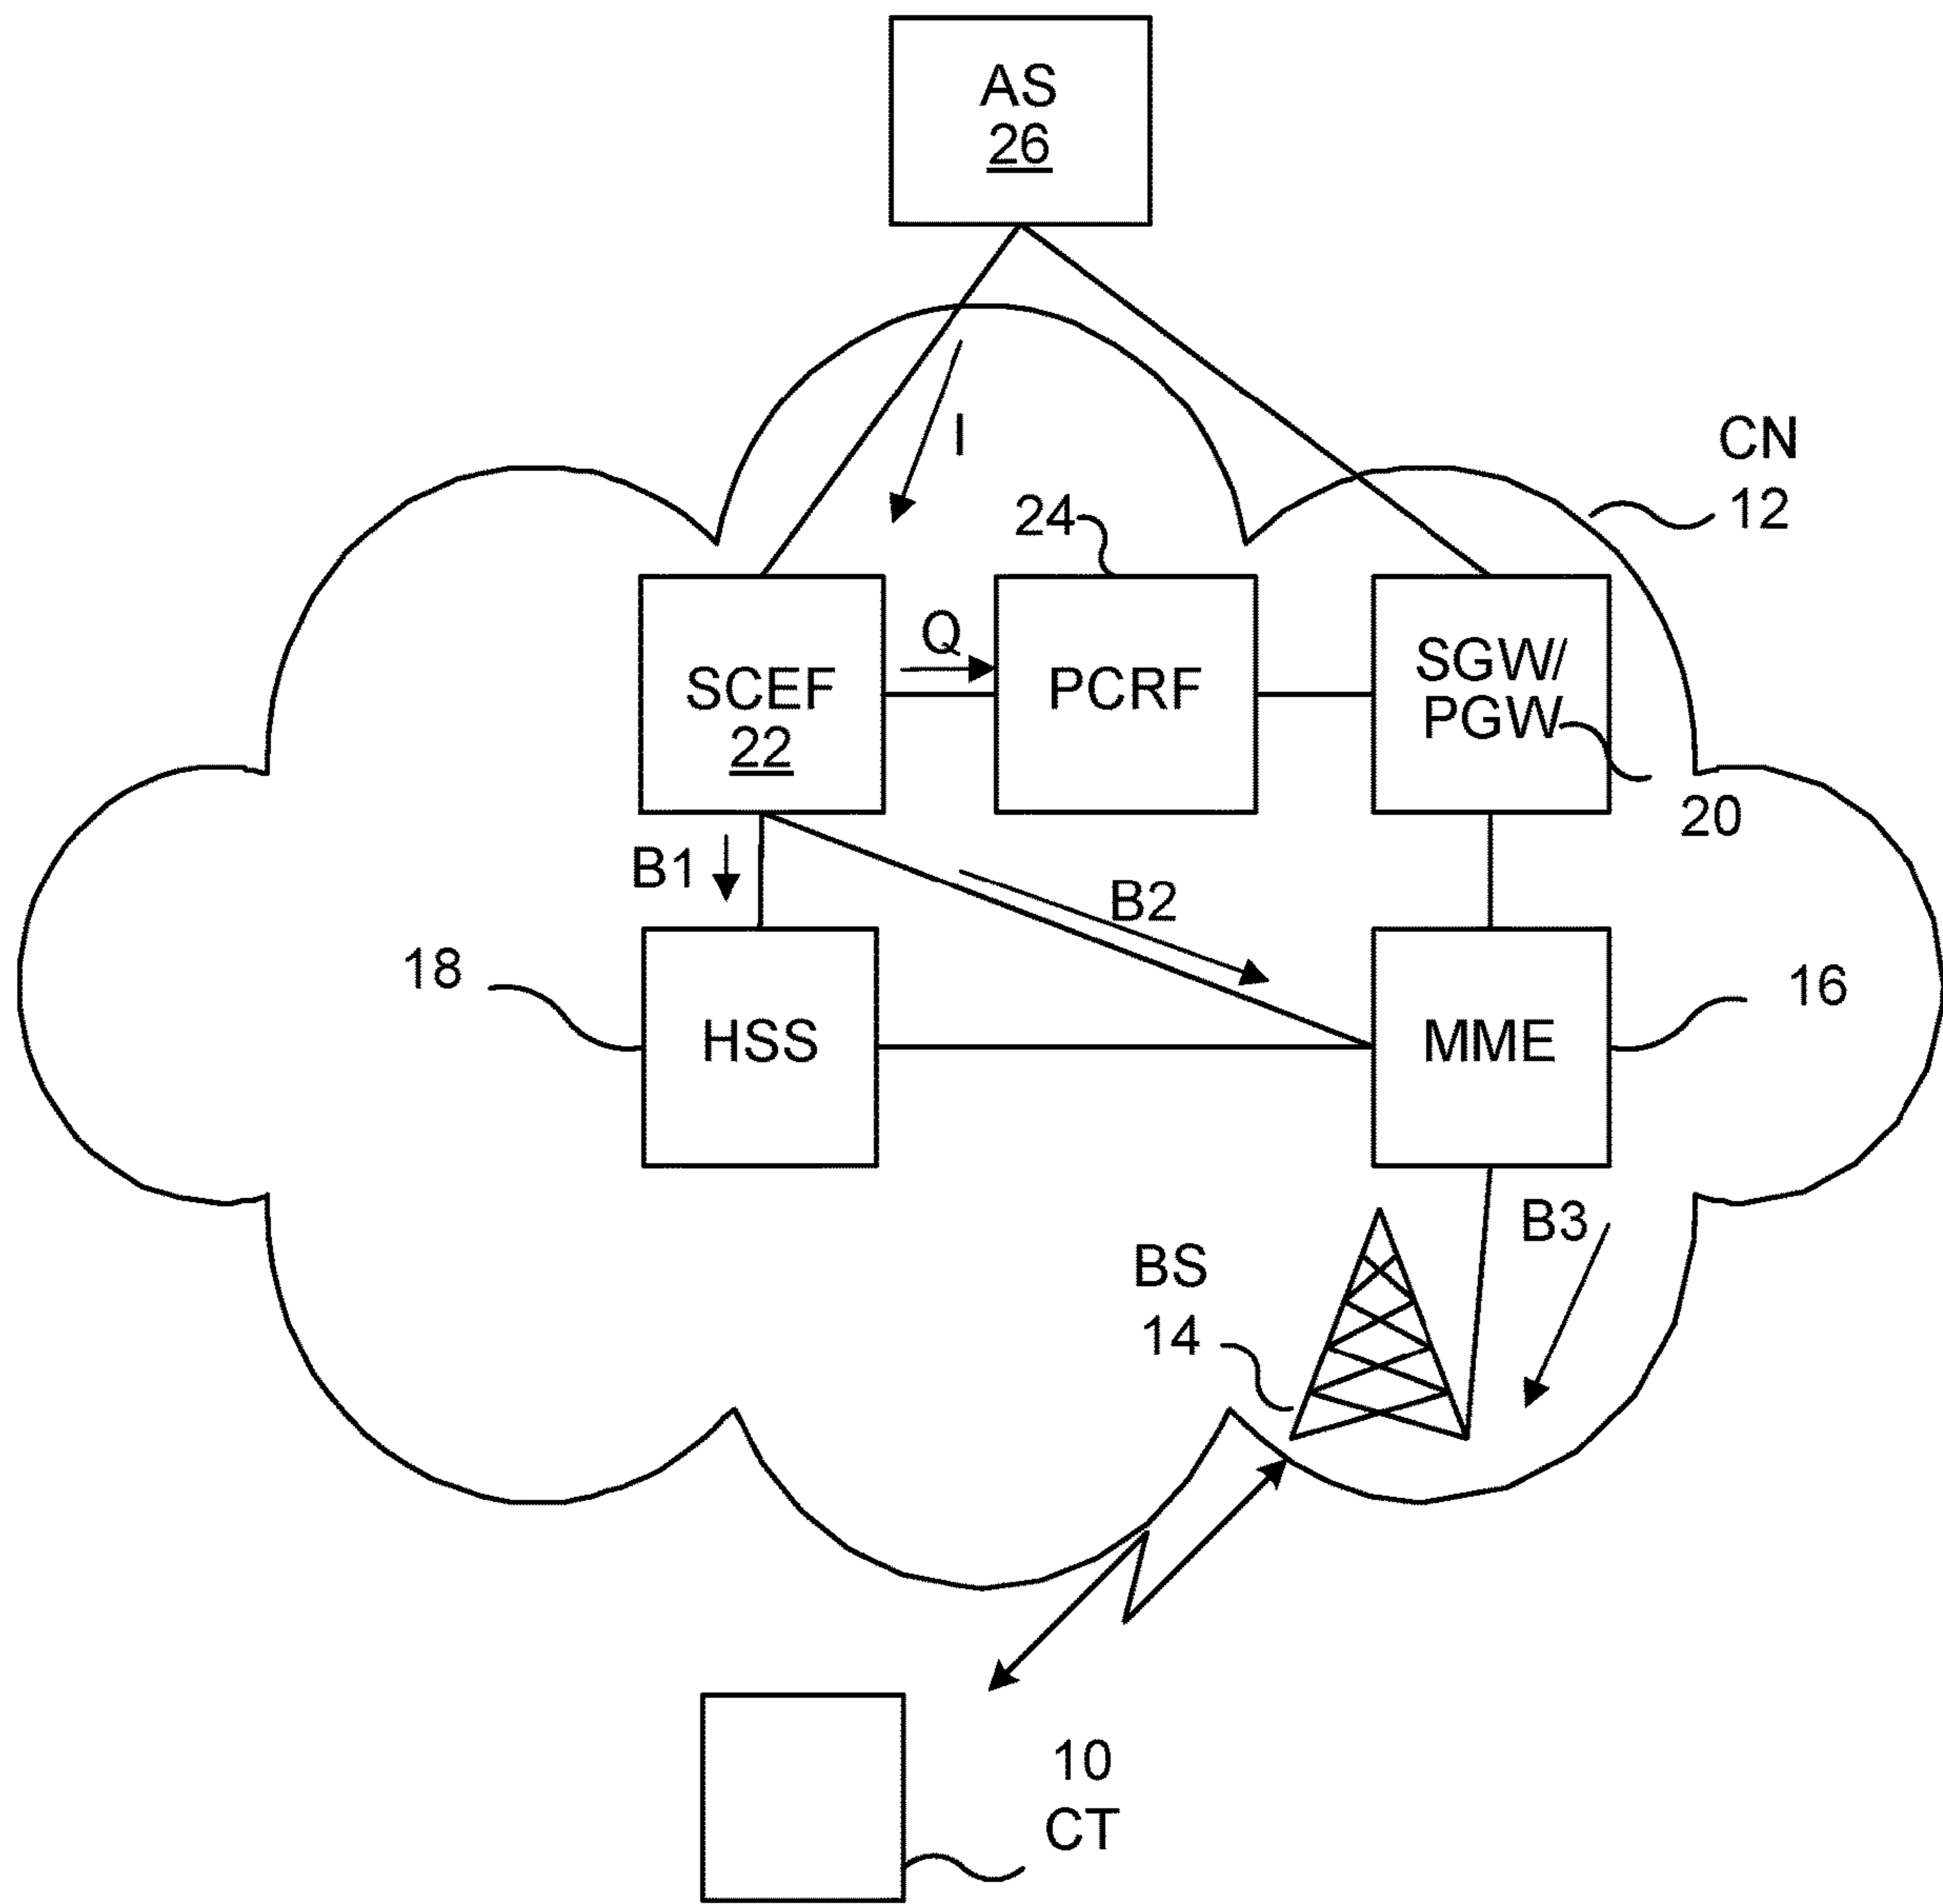 AS
26
I
CN
12
24
Q
SCEF
22
PCRF
SGW/
PGW
20
B1
B2
18
HSS
MME
16
B3
BS
14
10
CT